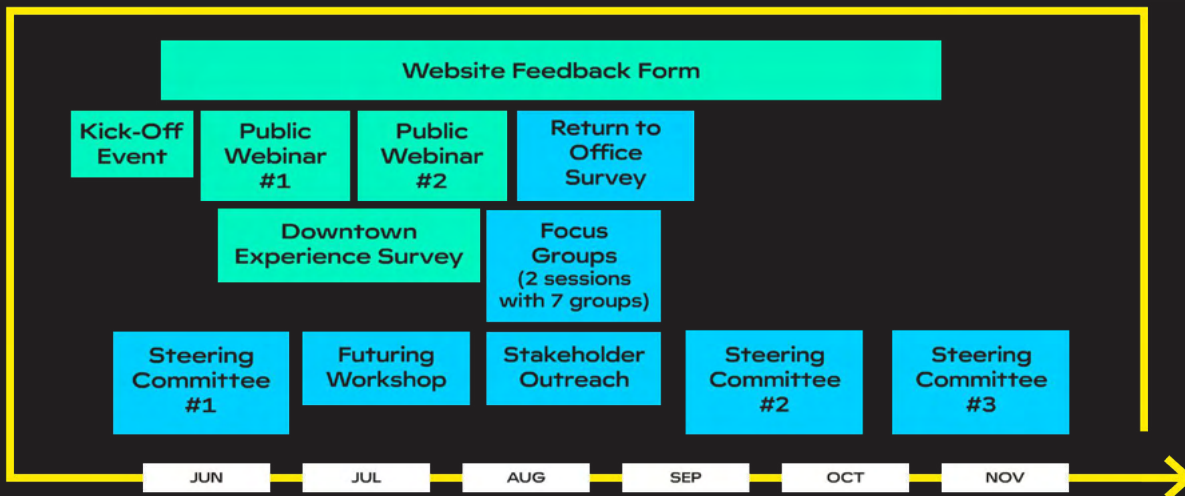 Website Feedback Form
Kick-Off
Event
Public
Webinar
#1
Public
Webinar
#2
Return to
Office
Survey
Downtown
Experience Survey
Focus
Groups
(2 sessions
with 7 groups)
Steering
Committee
#1
Futuring
Workshop
Stakeholder
Outreach
Steering
Committee
#2
Steering
Committee
#3
JUN
JUL
AUG
SEP
OCT
NOV